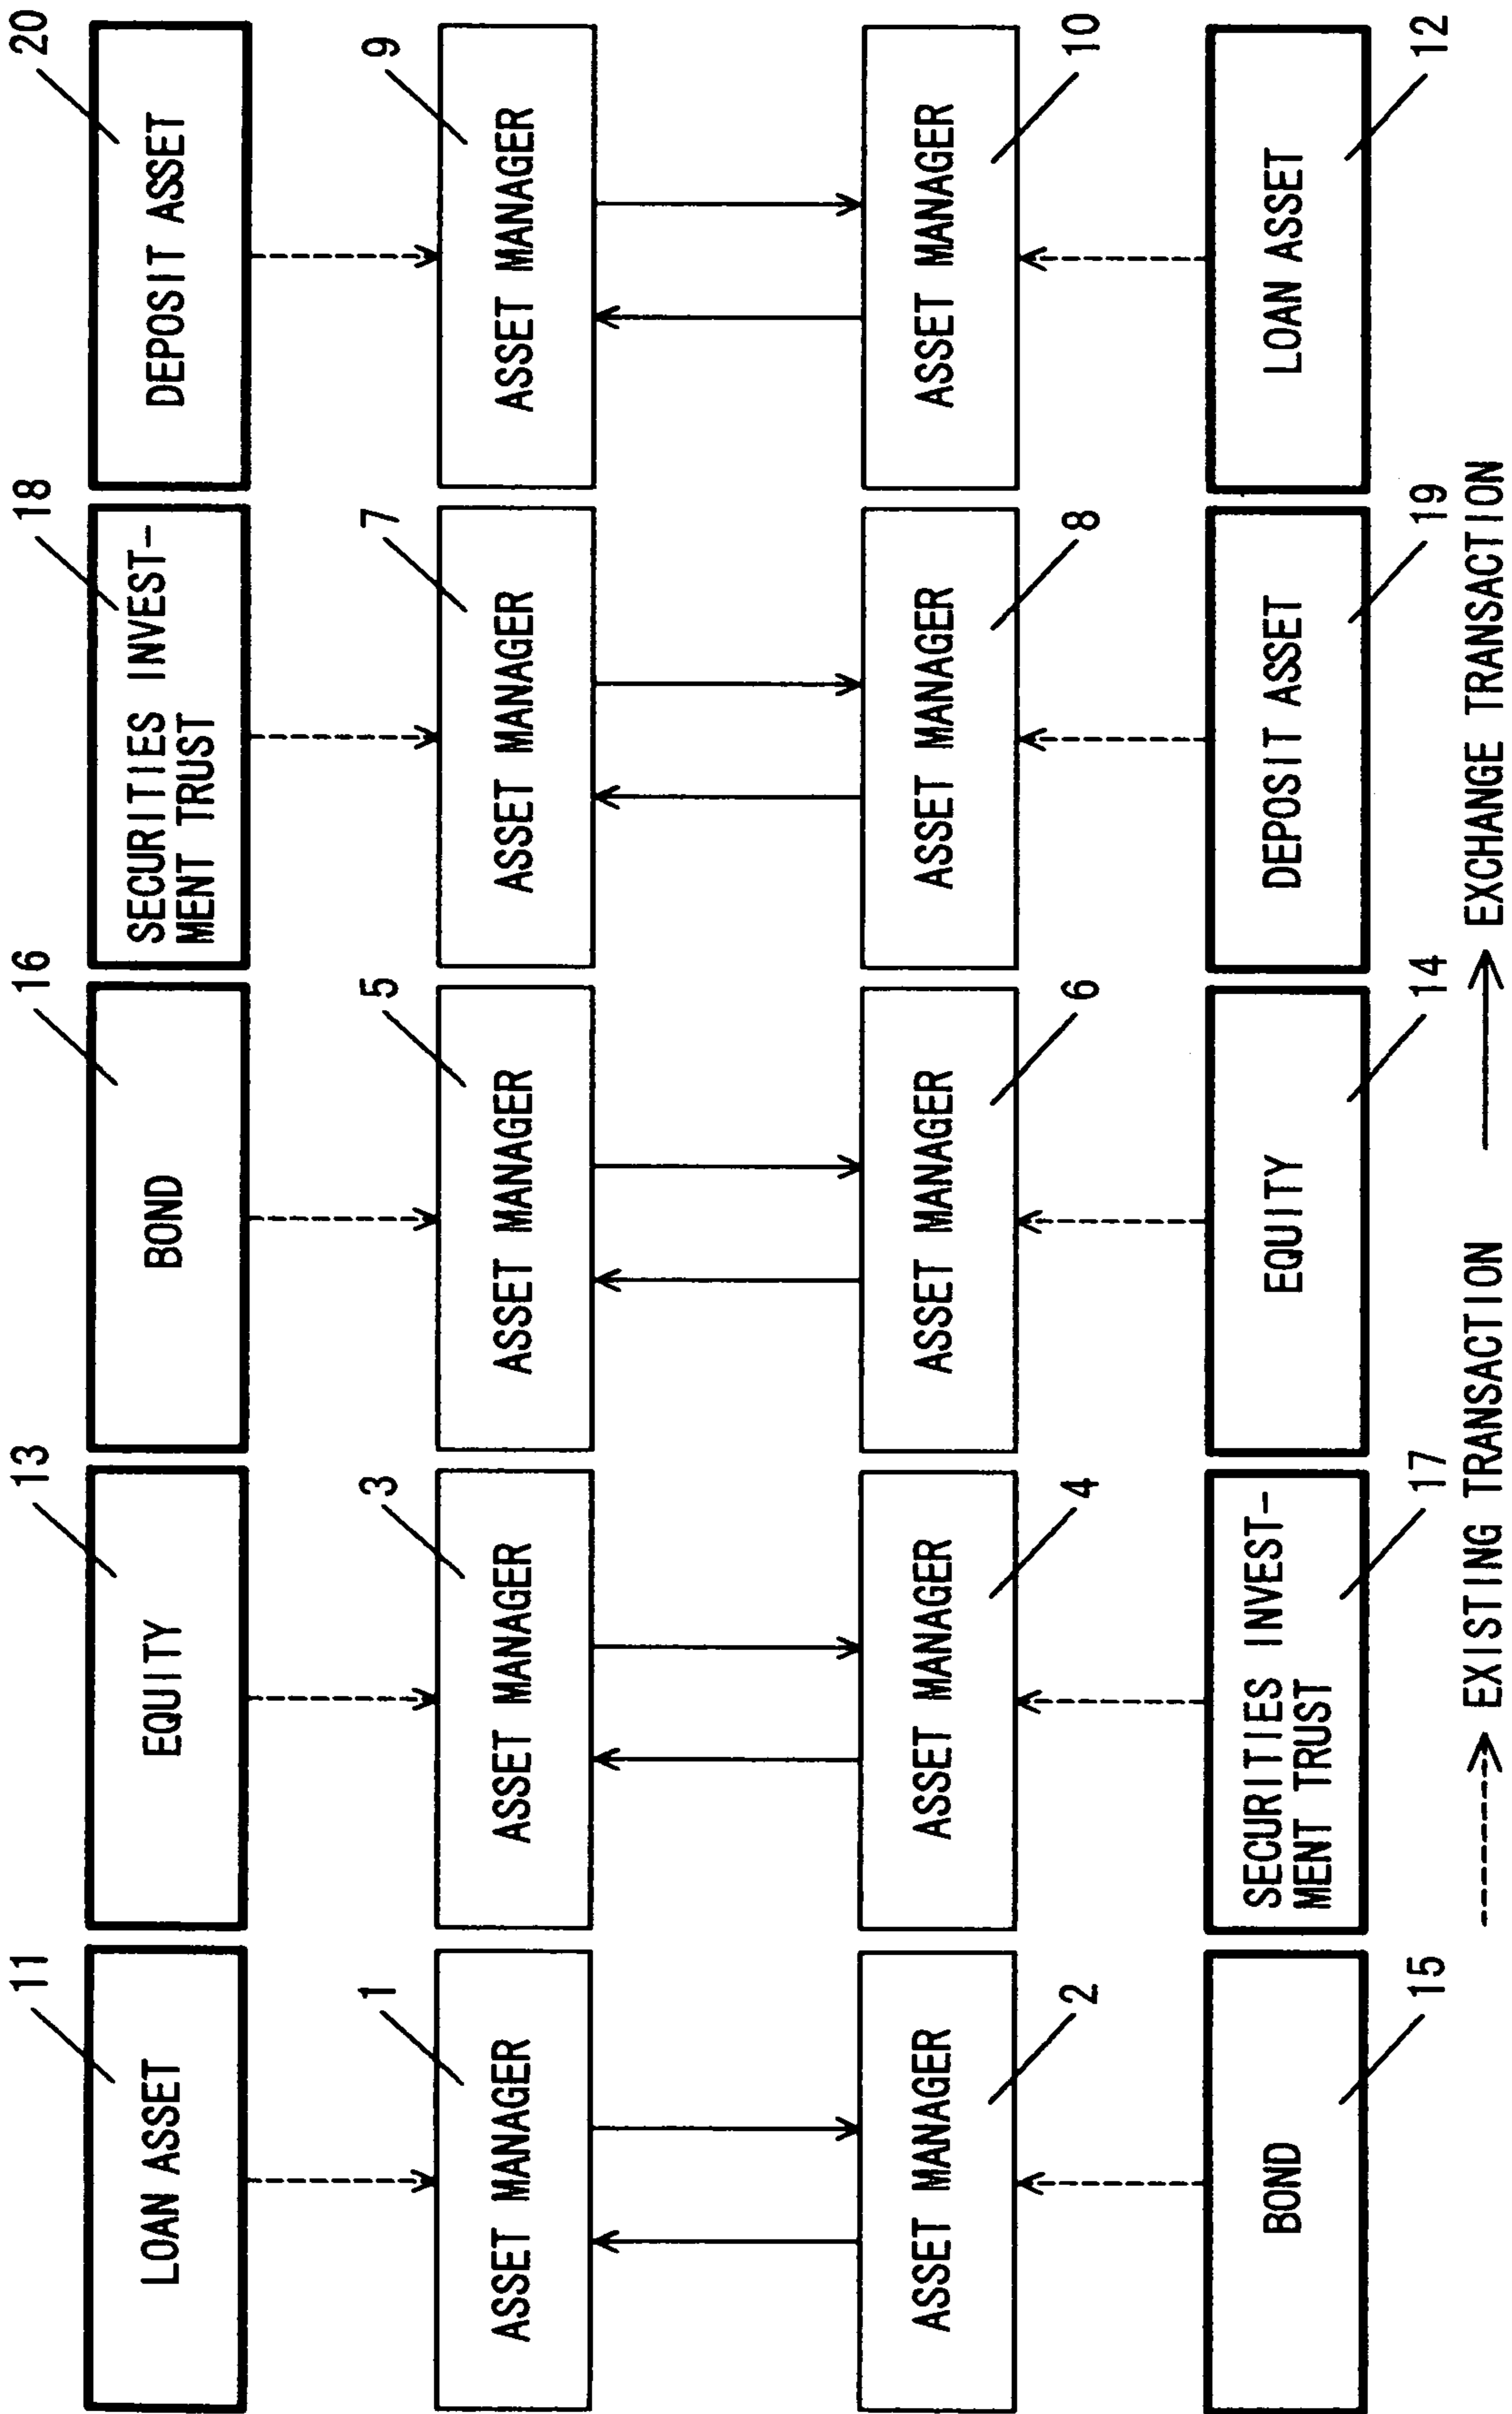 11
13
16
18
20
LOAN ASSET
EQUITY
BOND
SECURITIES INVEST-
MENT TRUST
DEPOSIT ASSET
1
3
5
7
9
ASSET MANAGER
ASSET MANAGER
ASSET MANAGER
ASSET MANAGER
ASSET MANAGER
ASSET MANAGER
ASSET MANAGER
ASSET MANAGER
ASSET MANAGER
ASSET MANAGER
2
4
6
8
10
BOND
SECURITIES INVEST-
MENT TRUST
EQUITY
DEPOSIT ASSET
LOAN ASSET
15
17
14
19
12
EXISTING TRANSACTION
EXCHANGE TRANSACTION